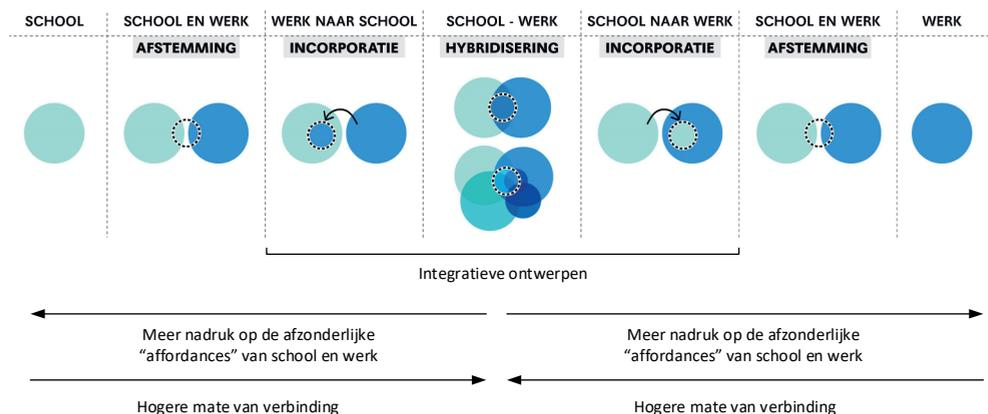 SCHOOL
SCHOOL EN WERK
WERK NAAR SCHOOL
SCHOOL - WERK
SCHOOL NAAR WERK
SCHOOL EN WERK
WERK
AFSTEMMING
INCORPORATIE
HYBRIDISERING
INCORPORATIE
AFSTEMMING
Integratieve ontwerpen
Meer nadruk op de afzonderlijke
“affordances” van school en werk
Meer nadruk op de afzonderlijke
“affordances” van school en werk
Hogere mate van verbinding
Hogere mate van verbinding